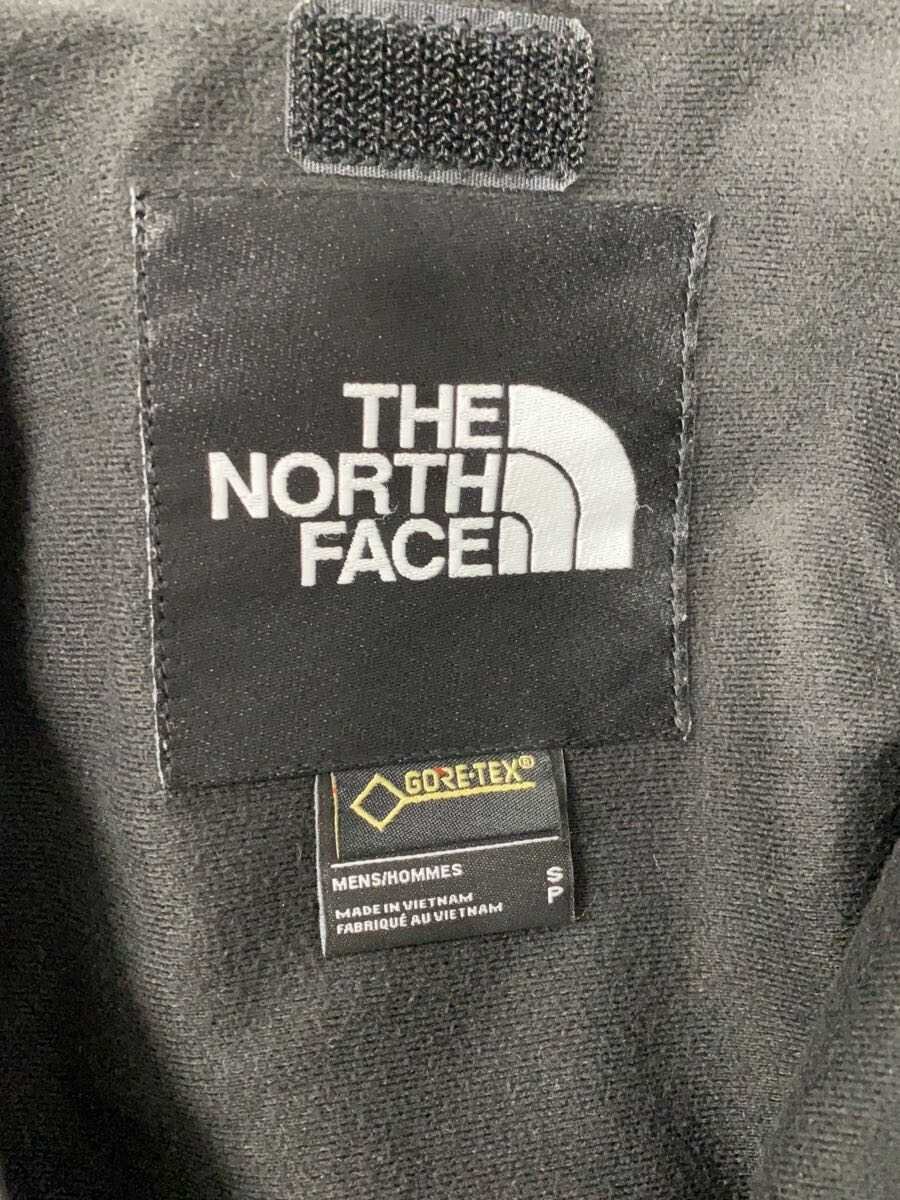 THE
NORTH
FACE
GORE-TEX®
MENS/HOMMES
S
P
MADE IN VIETNAM
FABRIQUÉ AU VIETNAM